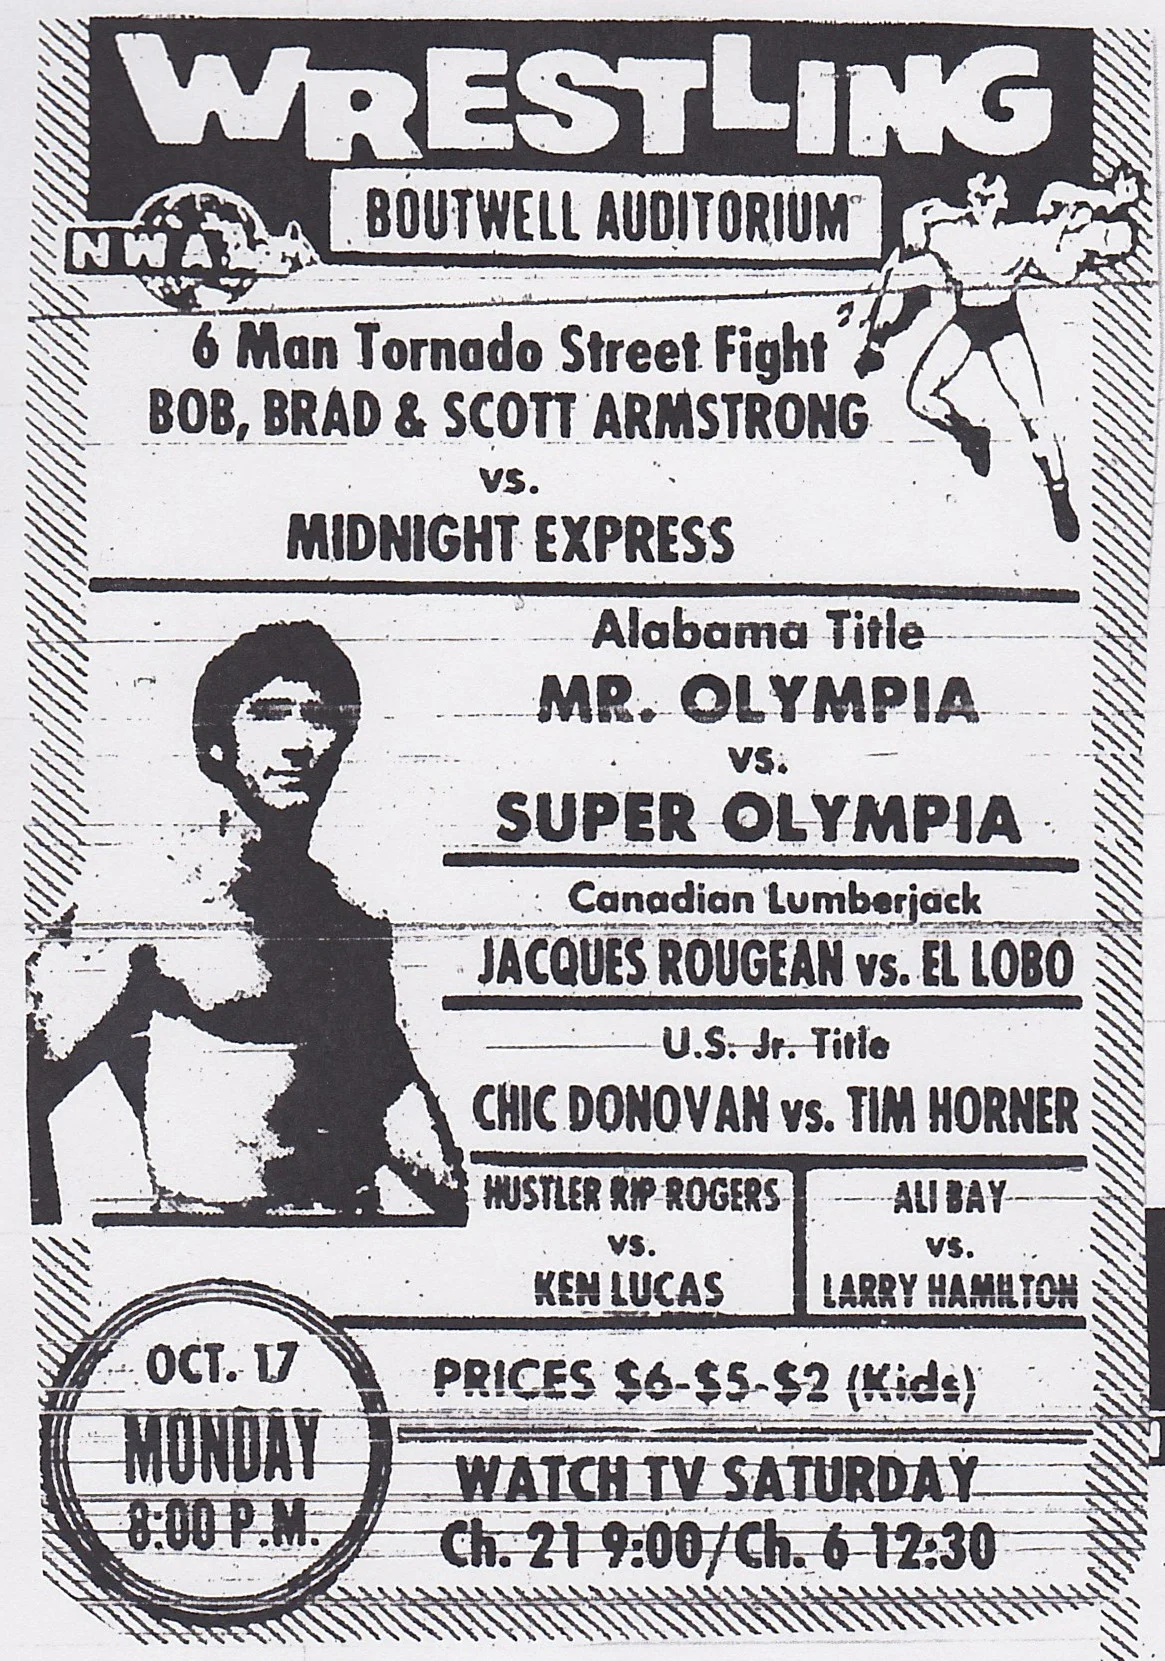 WRESTLING
BOUTWELL AUDITORIUM
NWA
6 Man Tornado Street Fight
BOB, BRAD & SCOTT ARMSTRONG
vs.
MIDNIGHT EXPRESS
Alabama Title
MR. OLYMPIA
vs.
SUPER OLYMPIA
Canadian Lumberjack
JACQUES ROUGEAN vs. EL LOBO
U.S. Jr. Title
CHIC DONOVAN vs. TIM HORNER
HUSTLER RIP ROGERS
vs.
KEN LUCAS
ALI BAY
vs.
LARRY HAMILTON
OCT. 17
MONDAY
8:00 P.M.
PRICES $6-$5-$2 (Kids)
WATCH TV SATURDAY
Ch. 21 9:00/Ch. 6 12:30